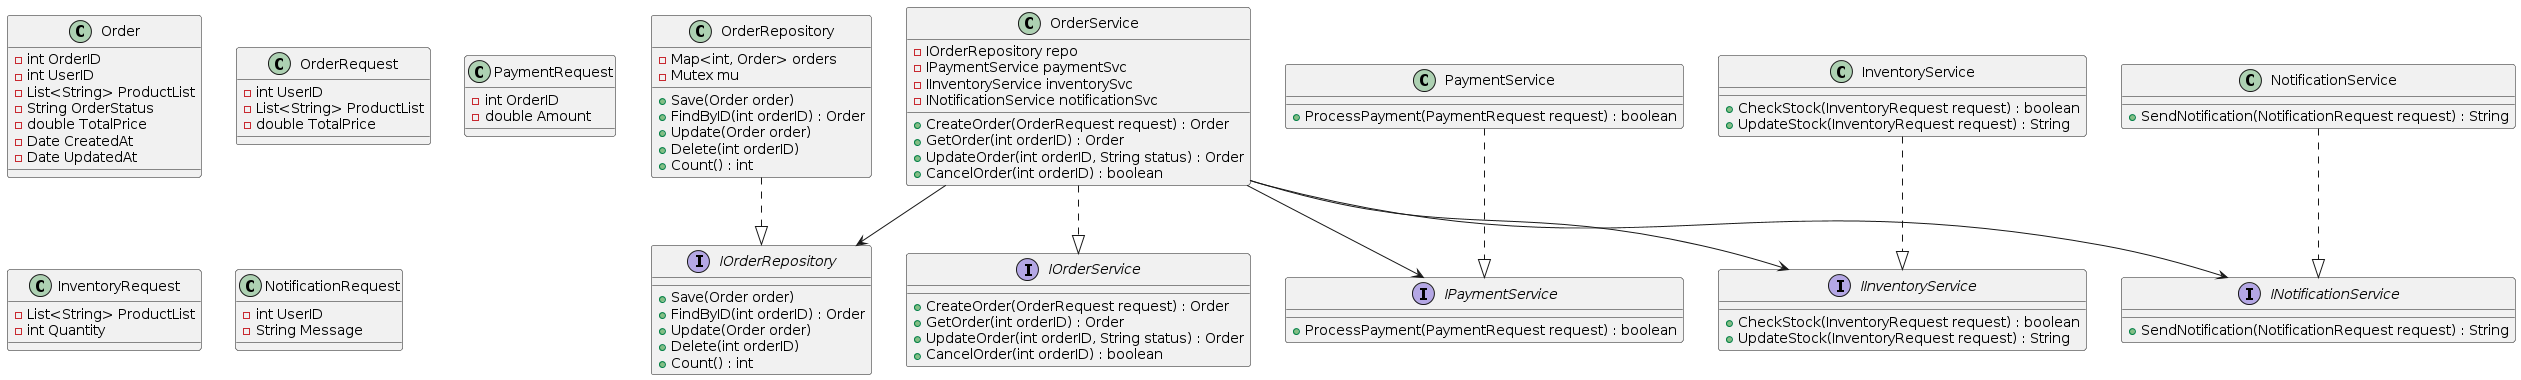 C Order
int OrderID
int UserID
List<String> ProductList
String OrderStatus
double TotalPrice
Date CreatedAt
Date UpdatedAt
C OrderRequest
int UserID
List<String> ProductList
double TotalPrice
C PaymentRequest
int OrderID
double Amount
C OrderRepository
Map<int, Order> orders
Mutex mu
Save(Order order)
FindByID(int orderID) : Order
Update(Order order)
Delete(int orderID)
Count() : int
C OrderService
IOrderRepository repo
IPaymentService paymentSvc
IInventoryService inventorySvc
INotificationService notificationSvc
CreateOrder(OrderRequest request) : Order
GetOrder(int orderID) : Order
UpdateOrder(int orderID, String status) : Order
CancelOrder(int orderID) : boolean
C PaymentService
ProcessPayment(PaymentRequest request) : boolean
C InventoryService
CheckStock(InventoryRequest request) : boolean
UpdateStock(InventoryRequest request) : String
C NotificationService
SendNotification(NotificationRequest request) : String
C InventoryRequest
List<String> ProductList
int Quantity
C NotificationRequest
int UserID
String Message
I IOrderRepository
Save(Order order)
FindByID(int orderID) : Order
Update(Order order)
Delete(int orderID)
Count() : int
I IOrderService
CreateOrder(OrderRequest request) : Order
GetOrder(int orderID) : Order
UpdateOrder(int orderID, String status) : Order
CancelOrder(int orderID) : boolean
I IPaymentService
ProcessPayment(PaymentRequest request) : boolean
I IInventoryService
CheckStock(InventoryRequest request) : boolean
UpdateStock(InventoryRequest request) : String
I INotificationService
SendNotification(NotificationRequest request) : String